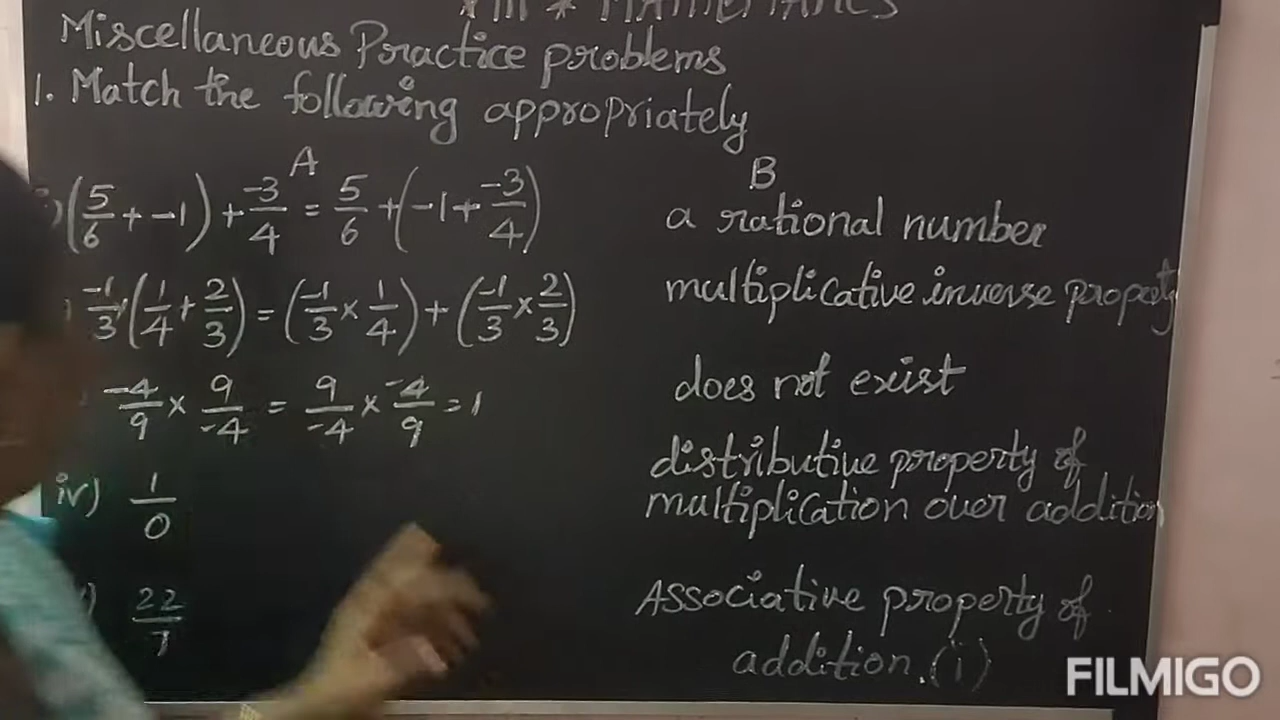 VIII * MATHEMATICS
Miscellaneous Practice problems
1. Match the following appropriately
A
B
) (5/6 + -1) + -3/4 = 5/6 + (-1 + -3/4)
a rational number
) -1/3 (1/4 + 2/3) = (-1/3 × 1/4) + (-1/3 × 2/3)
multiplicative inverse property
-4/9 × 9/-4 = 9/-4 × -4/9 = 1
does not exist
iv) 1/0
distributive property of
multiplication over addition
) 22/7
Associative property of
addition. (i)
FILMIGO